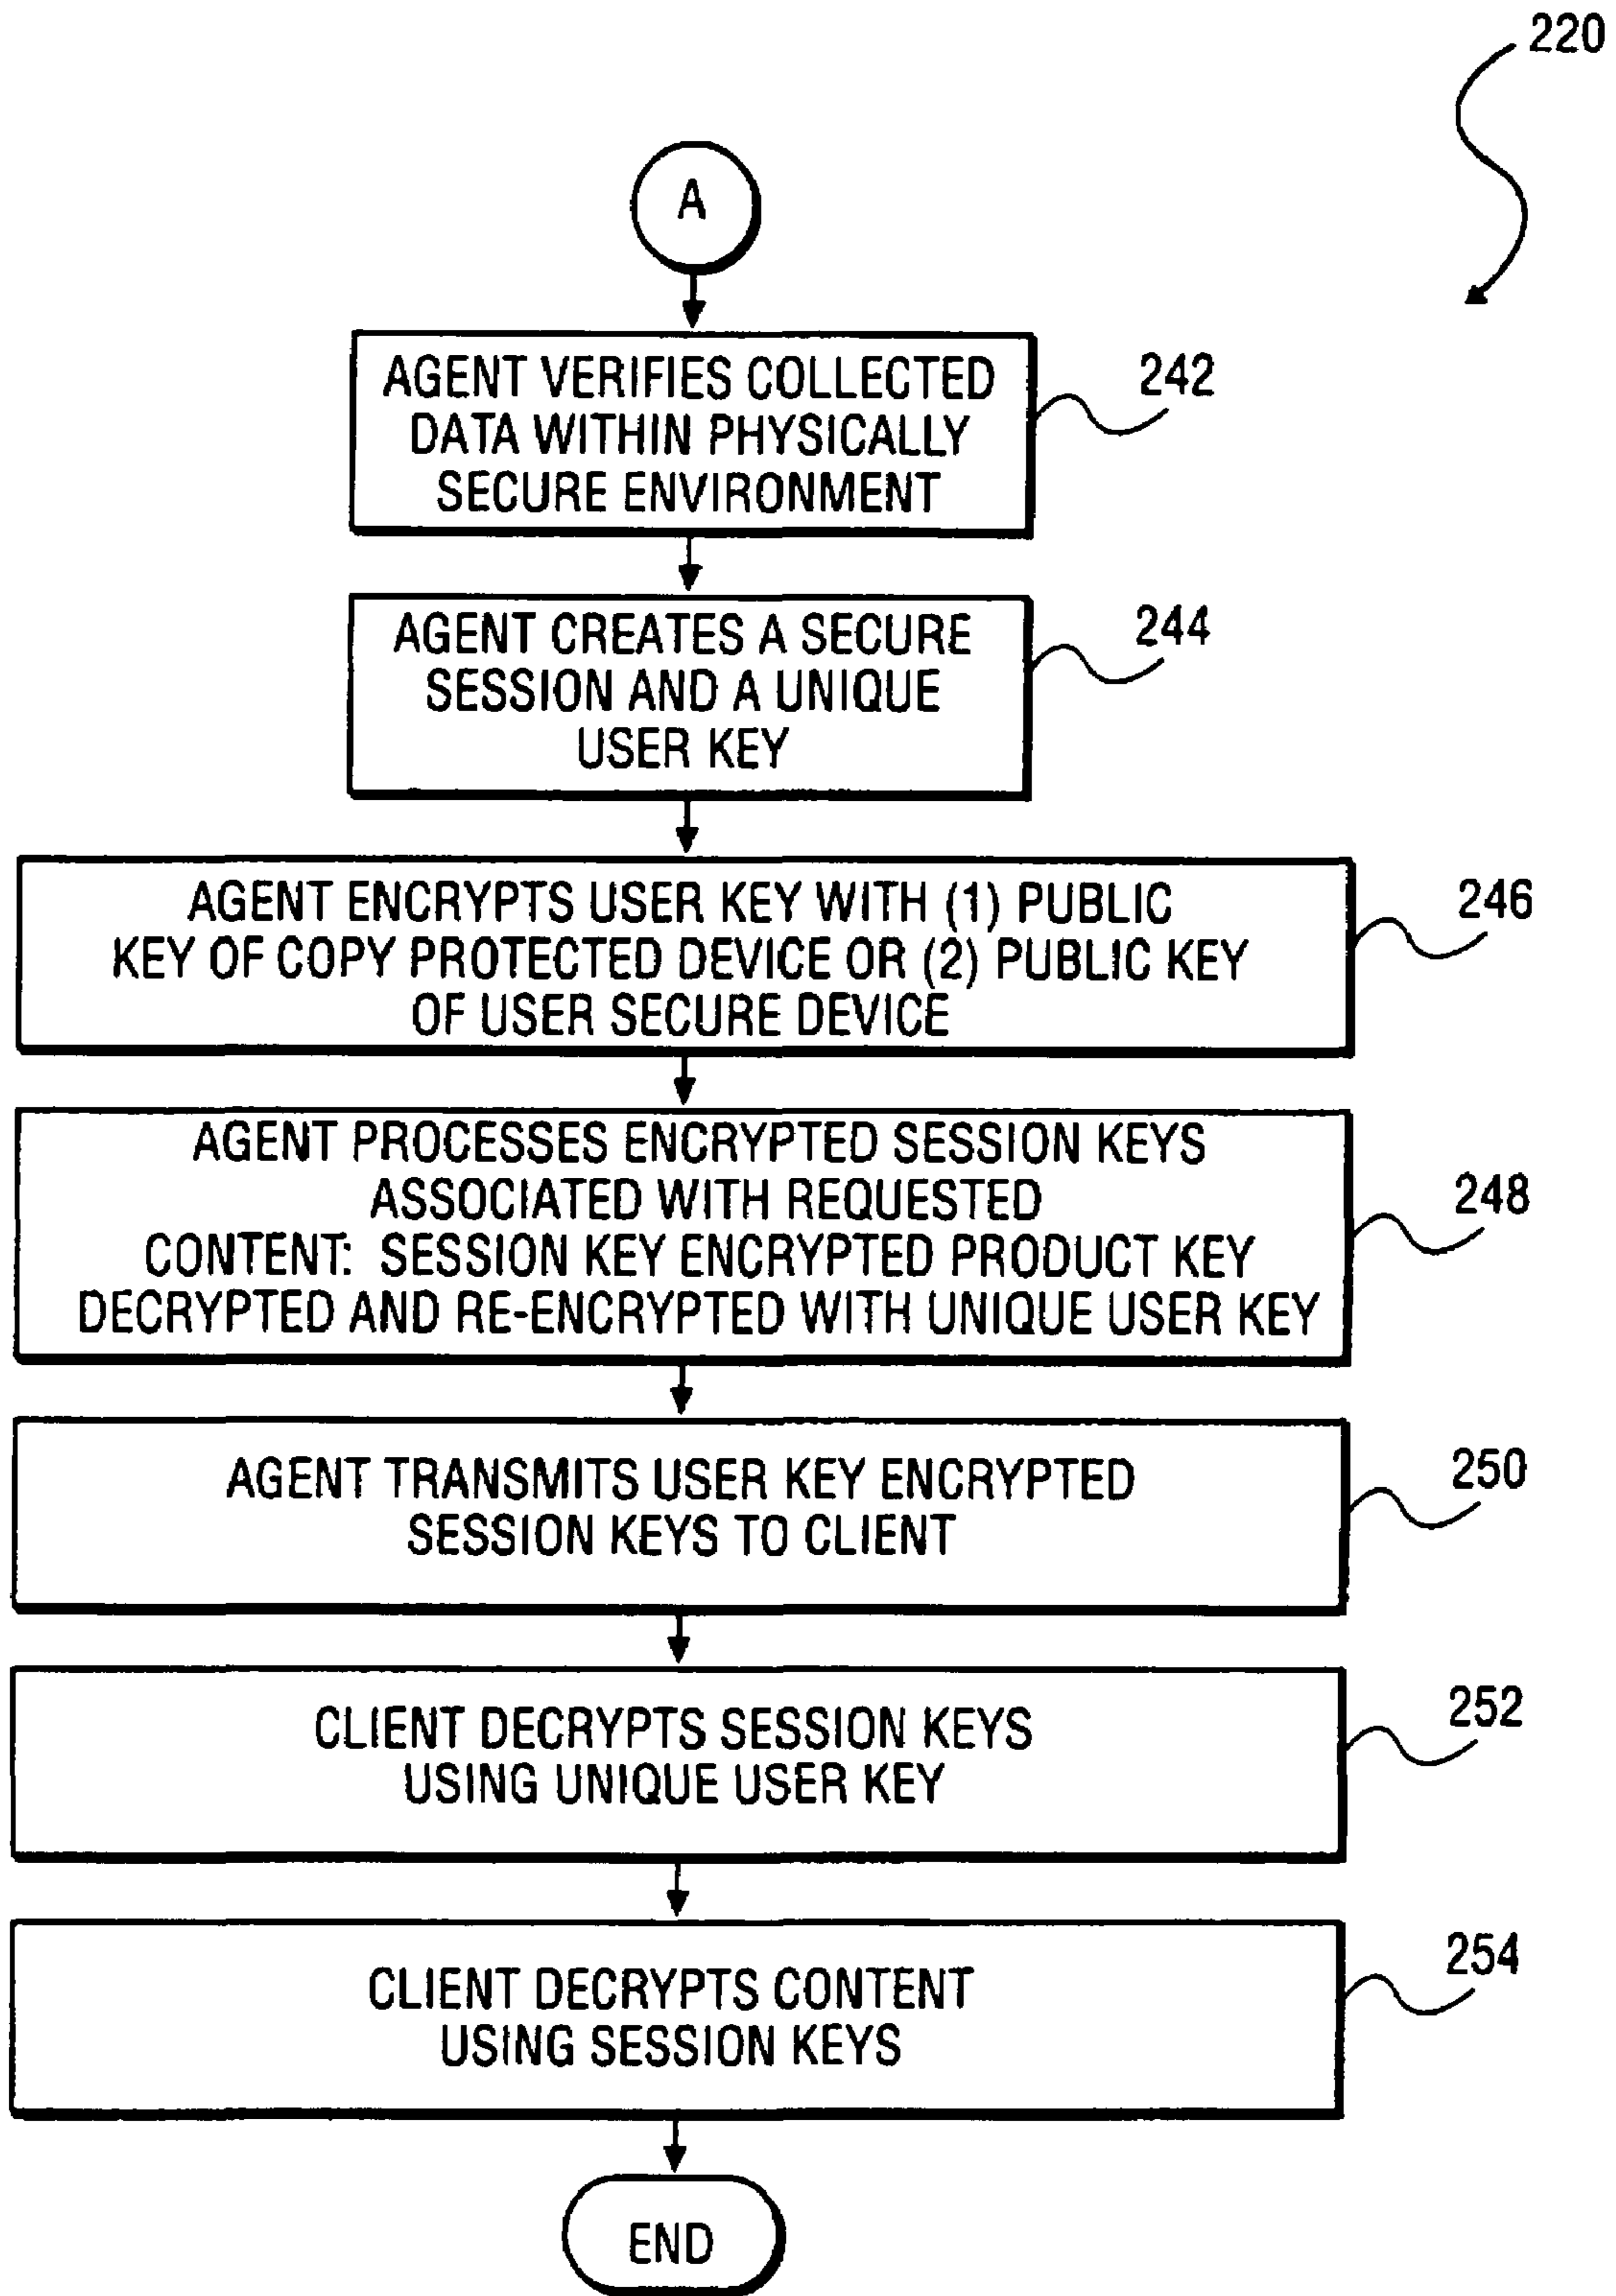 220
A
AGENT VERIFIES COLLECTED
DATA WITHIN PHYSICALLY
SECURE ENVIRONMENT
242
AGENT CREATES A SECURE
SESSION AND A UNIQUE
USER KEY
244
AGENT ENCRYPTS USER KEY WITH (1) PUBLIC
KEY OF COPY PROTECTED DEVICE OR (2) PUBLIC KEY
OF USER SECURE DEVICE
246
AGENT PROCESSES ENCRYPTED SESSION KEYS
ASSOCIATED WITH REQUESTED
CONTENT: SESSION KEY ENCRYPTED PRODUCT KEY
DECRYPTED AND RE-ENCRYPTED WITH UNIQUE USER KEY
248
AGENT TRANSMITS USER KEY ENCRYPTED
SESSION KEYS TO CLIENT
250
CLIENT DECRYPTS SESSION KEYS
USING UNIQUE USER KEY
252
CLIENT DECRYPTS CONTENT
USING SESSION KEYS
254
END